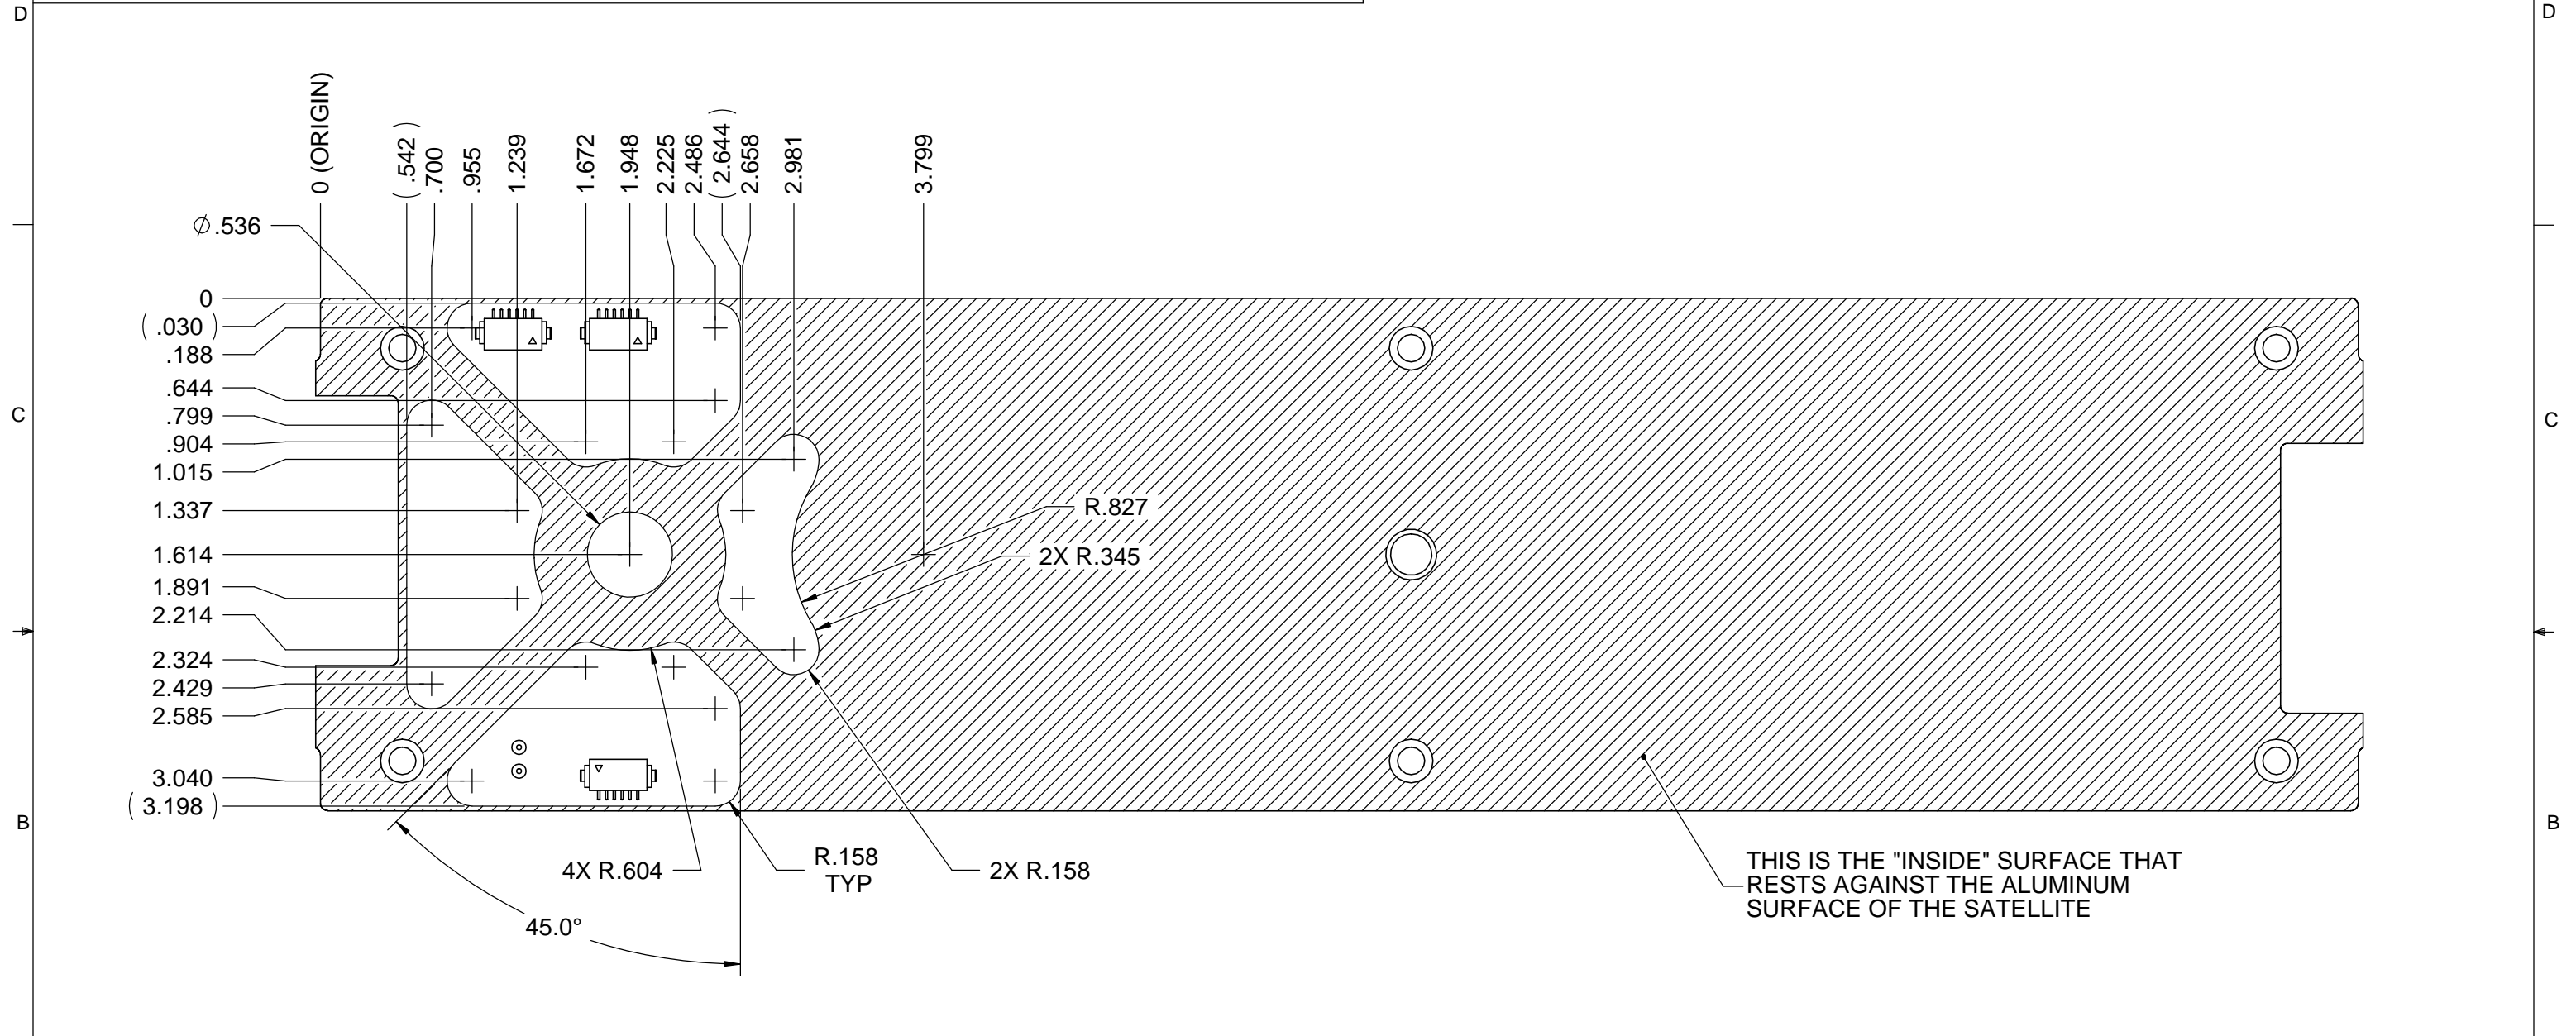 D
D
0 (ORIGIN)
( .542 )
.700
.955
1.239
1.672
1.948
2.225
2.486
( 2.644 )
2.658
2.981
3.799
∅ .536
0
( .030 )
.188
.644
.799
.904
1.015
1.337
1.614
1.891
2.214
2.324
2.429
2.585
3.040
( 3.198 )
C
C
R.827
2X R.345
B
B
4X R.604
R.158
TYP
2X R.158
45.0°
THIS IS THE "INSIDE" SURFACE THAT
RESTS AGAINST THE ALUMINUM
SURFACE OF THE SATELLITE